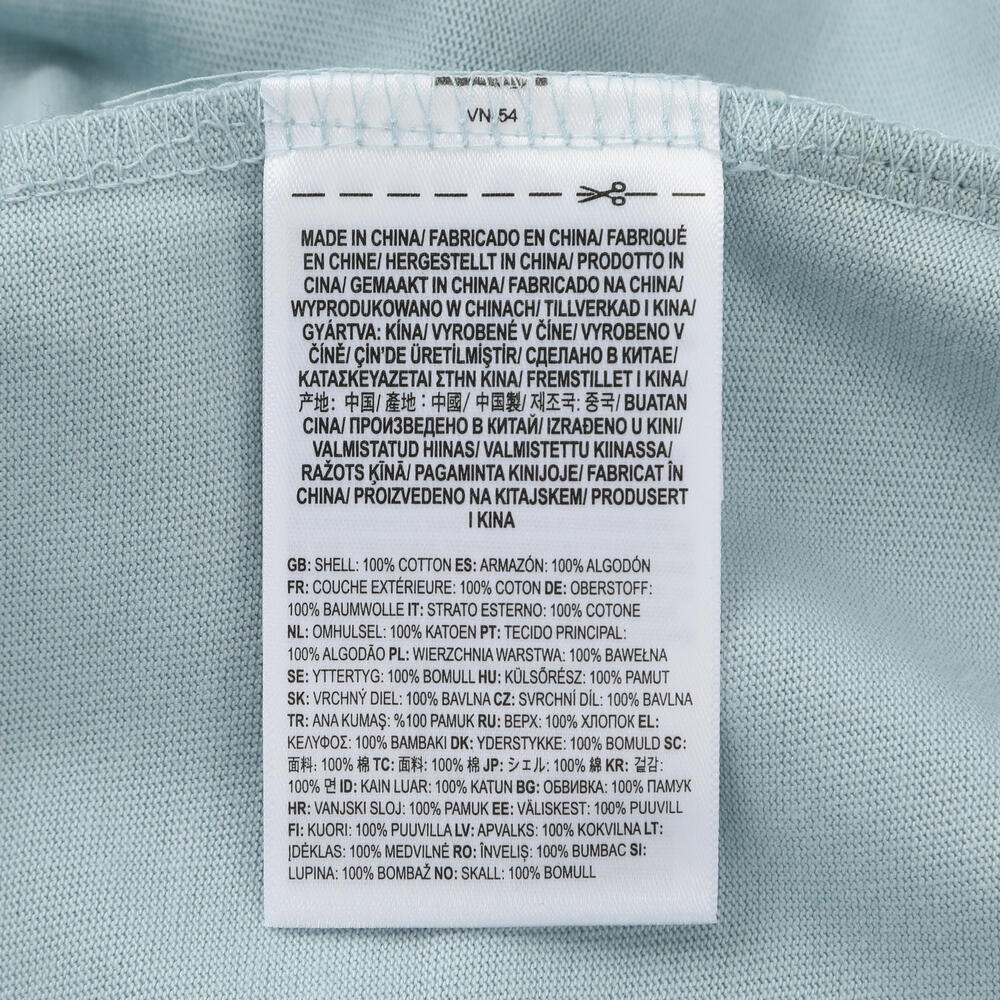 VN 54
MADE IN CHINA/ FABRICADO EN CHINA/ FABRIQUÉ
EN CHINE/ HERGESTELLT IN CHINA/ PRODOTTO IN
CINA/ GEMAAKT IN CHINA/ FABRICADO NA CHINA/
WYPRODUKOWANO W CHINACH/ TILLVERKAD I KINA/
GYÁRTVA: KÍNA/ VYROBENÉ V ČÍNE/ VYROBENO V
ČÍNĚ/ ÇİN'DE ÜRETİLMİŞTİR/ СДЕЛАНО В КИТАЕ/
ΚΑΤΑΣΚΕΥΑΖΕΤΑΙ ΣΤΗΝ ΚΙΝΑ/ FREMSTILLET I KINA/
产地: 中国/ 產地：中國/ 中国製/ 제조국: 중국/ BUATAN
CINA/ ПРОИЗВЕДЕНО В КИТАЙ/ IZRAĐENO U KINI/
VALMISTATUD HIINAS/ VALMISTETTU KIINASSA/
RAŽOTS ĶĪNĀ/ PAGAMINTA KINIJOJE/ FABRICAT ÎN
CHINA/ PROIZVEDENO NA KITAJSKEM/ PRODUSERT
I KINA
GB: SHELL: 100% COTTON ES: ARMAZÓN: 100% ALGODÓN
FR: COUCHE EXTÉRIEURE: 100% COTON DE: OBERSTOFF:
100% BAUMWOLLE IT: STRATO ESTERNO: 100% COTONE
NL: OMHULSEL: 100% KATOEN PT: TECIDO PRINCIPAL:
100% ALGODÃO PL: WIERZCHNIA WARSTWA: 100% BAWEŁNA
SE: YTTERTYG: 100% BOMULL HU: KÜLSŐRÉSZ: 100% PAMUT
SK: VRCHNÝ DIEL: 100% BAVLNA CZ: SVRCHNÍ DÍL: 100% BAVLNA
TR: ANA KUMAŞ: %100 PAMUK RU: ВЕРХ: 100% ХЛОПОК EL:
ΚΕΛΥΦΟΣ: 100% ΒΑΜΒΑΚΙ DK: YDERSTYKKE: 100% BOMULD SC:
面料: 100% 棉 TC: 面料: 100% 棉 JP: シェル: 100% 綿 KR: 겉감:
100% 면 ID: KAIN LUAR: 100% KATUN BG: ОБВИВКА: 100% ПАМУК
HR: VANJSKI SLOJ: 100% PAMUK EE: VÄLISKEST: 100% PUUVILL
FI: KUORI: 100% PUUVILLA LV: APVALKS: 100% KOKVILNA LT:
ĮDĖKLAS: 100% MEDVILNĖ RO: ÎNVELIȘ: 100% BUMBAC SI:
LUPINA: 100% BOMBAŽ NO: SKALL: 100% BOMULL